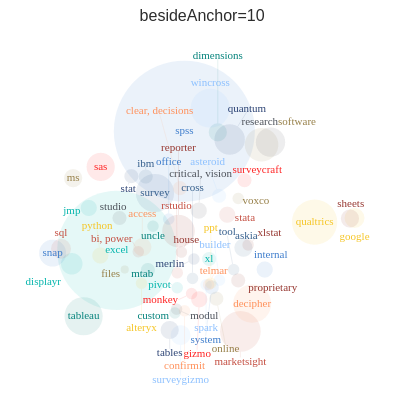 besideAnchor=10
dimensions
wincross
clear, decisions
quantum
research
software
spss
reporter
ibm
office
asteroid
sas
critical, vision
surveycraft
ms
stat
survey
cross
voxco
sheets
jmp
studio
rstudio
access
stata
qualtrics
python
ppt
tool
sql
bi, power
uncle
house
askia
xlstat
google
snap
excel
builder
xl
internal
merlin
telmar
files
mtab
displayr
pivot
proprietary
monkey
decipher
tableau
custom
modul
alteryx
spark
system
online
tables
gizmo
marketsight
confirmit
surveygizmo